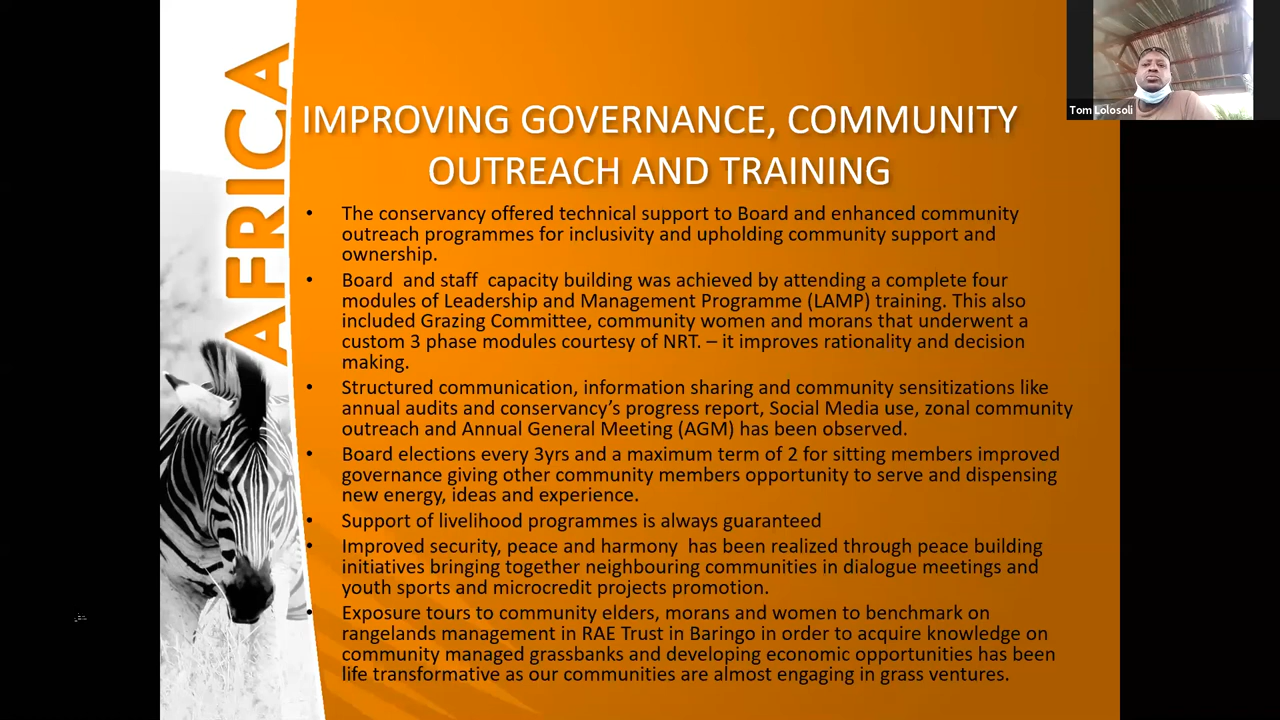 AFRICA
Tom Lolosoli
IMPROVING GOVERNANCE, COMMUNITY
OUTREACH AND TRAINING
• The conservancy offered technical support to Board and enhanced community
outreach programmes for inclusivity and upholding community support and
ownership.
• Board and staff capacity building was achieved by attending a complete four
modules of Leadership and Management Programme (LAMP) training. This also
included Grazing Committee, community women and morans that underwent a
custom 3 phase modules courtesy of NRT. – it improves rationality and decision
making.
• Structured communication, information sharing and community sensitizations like
annual audits and conservancy’s progress report, Social Media use, zonal community
outreach and Annual General Meeting (AGM) has been observed.
• Board elections every 3yrs and a maximum term of 2 for sitting members improved
governance giving other community members opportunity to serve and dispensing
new energy, ideas and experience.
• Support of livelihood programmes is always guaranteed
• Improved security, peace and harmony has been realized through peace building
initiatives bringing together neighbouring communities in dialogue meetings and
youth sports and microcredit projects promotion.
• Exposure tours to community elders, morans and women to benchmark on
rangelands management in RAE Trust in Baringo in order to acquire knowledge on
community managed grassbanks and developing economic opportunities has been
life transformative as our communities are almost engaging in grass ventures.